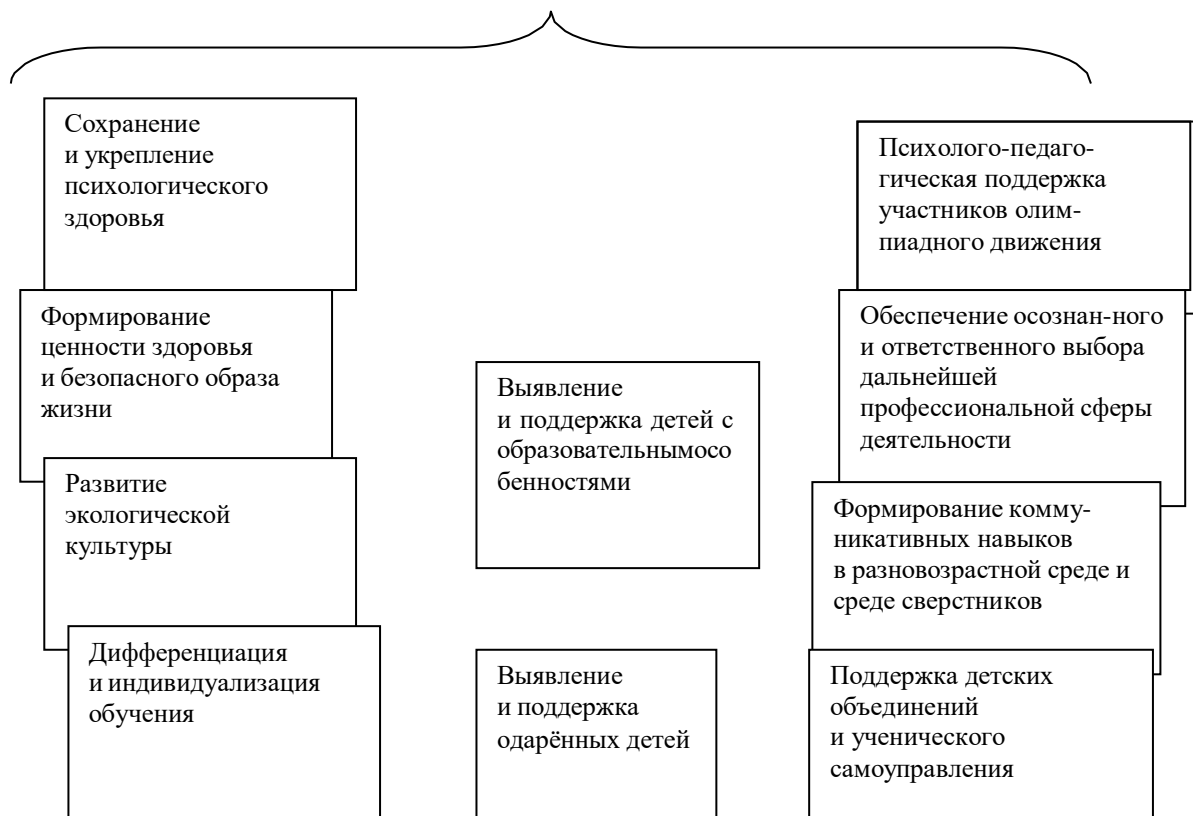 Сохранение
и укрепление
психологического
здоровья
Формирование
ценности здоровья
и безопасного образа
жизни
Развитие
экологической
культуры
Дифференциация
и индивидуализация
обучения
Выявление
и поддержка детей с
образовательнымосо
бенностями
Выявление
и поддержка
одарённых детей
Психолого-педаго-
гическая поддержка
участников олим-
пиадного движения
Обеспечение осознан-ного
и ответственного выбора
дальнейшей
профессиональной сферы
деятельности
Формирование комму-
никативных навыков
в разновозрастной среде и
среде сверстников
Поддержка детских
объединений
и ученического
самоуправления